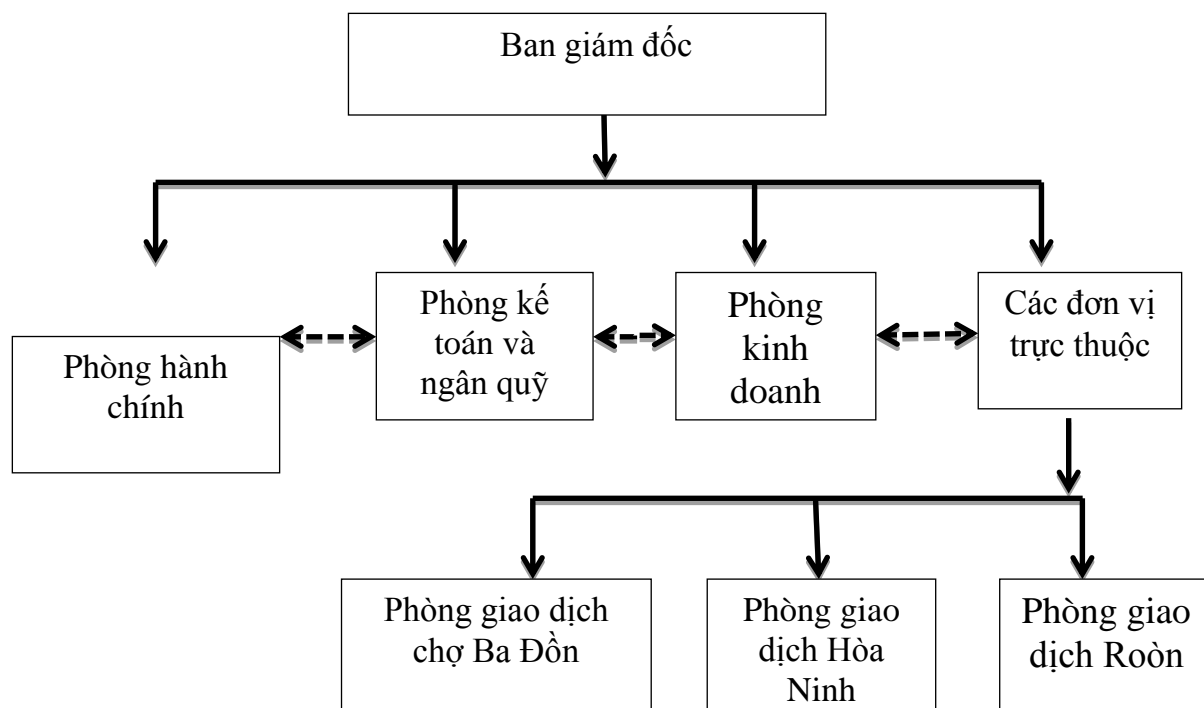 Ban giám đốc
Phòng hành
chính
Phòng kế
toán và
ngân quỹ
Phòng
kinh
doanh
Các đơn vị
trực thuộc
Phòng giao dịch
chợ Ba Đồn
Phòng giao
dịch Hòa
Ninh
Phòng giao
dịch Roòn